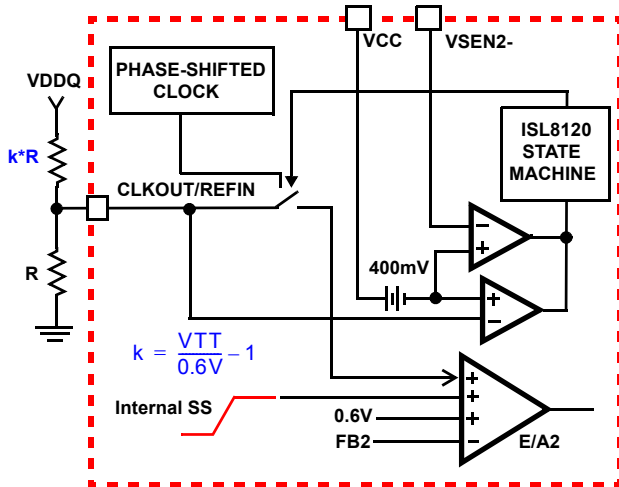 VCC
VSEN2-
PHASE-SHIFTED
CLOCK
VDDQ
ISL8120
STATE
MACHINE
k*R
CLKOUT/REFIN
−
+
400mV
R
+
−
k = VTT/0.6V − 1
Internal SS
+
+
0.6V
+
FB2
−
E/A2